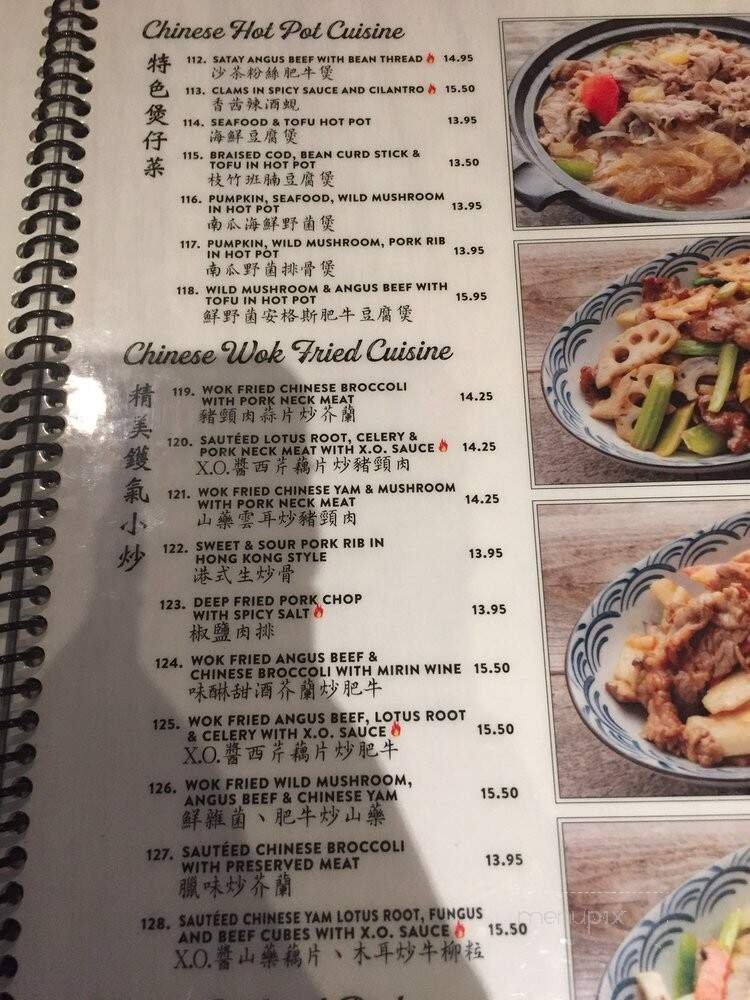 Chinese Hot Pot Cuisine
特色煲仔菜
112. SATAY ANGUS BEEF WITH BEAN THREAD 14.95
沙茶粉絲肥牛煲
113. CLAMS IN SPICY SAUCE AND CILANTRO 15.50
香茜辣酒蜆
114. SEAFOOD & TOFU HOT POT 13.95
海鮮豆腐煲
115. BRAISED COD, BEAN CURD STICK &
TOFU IN HOT POT 13.50
枝竹班腩豆腐煲
116. PUMPKIN, SEAFOOD, WILD MUSHROOM
IN HOT POT 13.95
南瓜海鮮野菌煲
117. PUMPKIN, WILD MUSHROOM, PORK RIB
IN HOT POT 13.95
南瓜野菌排骨煲
118. WILD MUSHROOM & ANGUS BEEF WITH
TOFU IN HOT POT 15.95
鮮野菌安格斯肥牛豆腐煲
Chinese Wok Fried Cuisine
精美鑊氣小炒
119. WOK FRIED CHINESE BROCCOLI
WITH PORK NECK MEAT 14.25
豬頸肉蒜片炒芥蘭
120. SAUTÉED LOTUS ROOT, CELERY &
PORK NECK MEAT WITH X.O. SAUCE 14.25
X.O.醬西芹藕片炒豬頸肉
121. WOK FRIED CHINESE YAM & MUSHROOM
WITH PORK NECK MEAT 14.25
山藥雲耳炒豬頸肉
122. SWEET & SOUR PORK RIB IN
HONG KONG STYLE 13.95
港式生炒骨
123. DEEP FRIED PORK CHOP
WITH SPICY SALT 13.95
椒鹽肉排
124. WOK FRIED ANGUS BEEF &
CHINESE BROCCOLI WITH MIRIN WINE 15.50
味醂甜酒芥蘭炒肥牛
125. WOK FRIED ANGUS BEEF, LOTUS ROOT
& CELERY WITH X.O. SAUCE 15.50
X.O.醬西芹藕片炒肥牛
126. WOK FRIED WILD MUSHROOM,
ANGUS BEEF & CHINESE YAM 15.50
鮮雜菌、肥牛炒山藥
127. SAUTÉED CHINESE BROCCOLI
WITH PRESERVED MEAT 13.95
臘味炒芥蘭
128. SAUTÉED CHINESE YAM LOTUS ROOT, FUNGUS
AND BEEF CUBES WITH X.O. SAUCE 15.50
X.O.醬山藥藕片、木耳炒牛柳粒
menupix